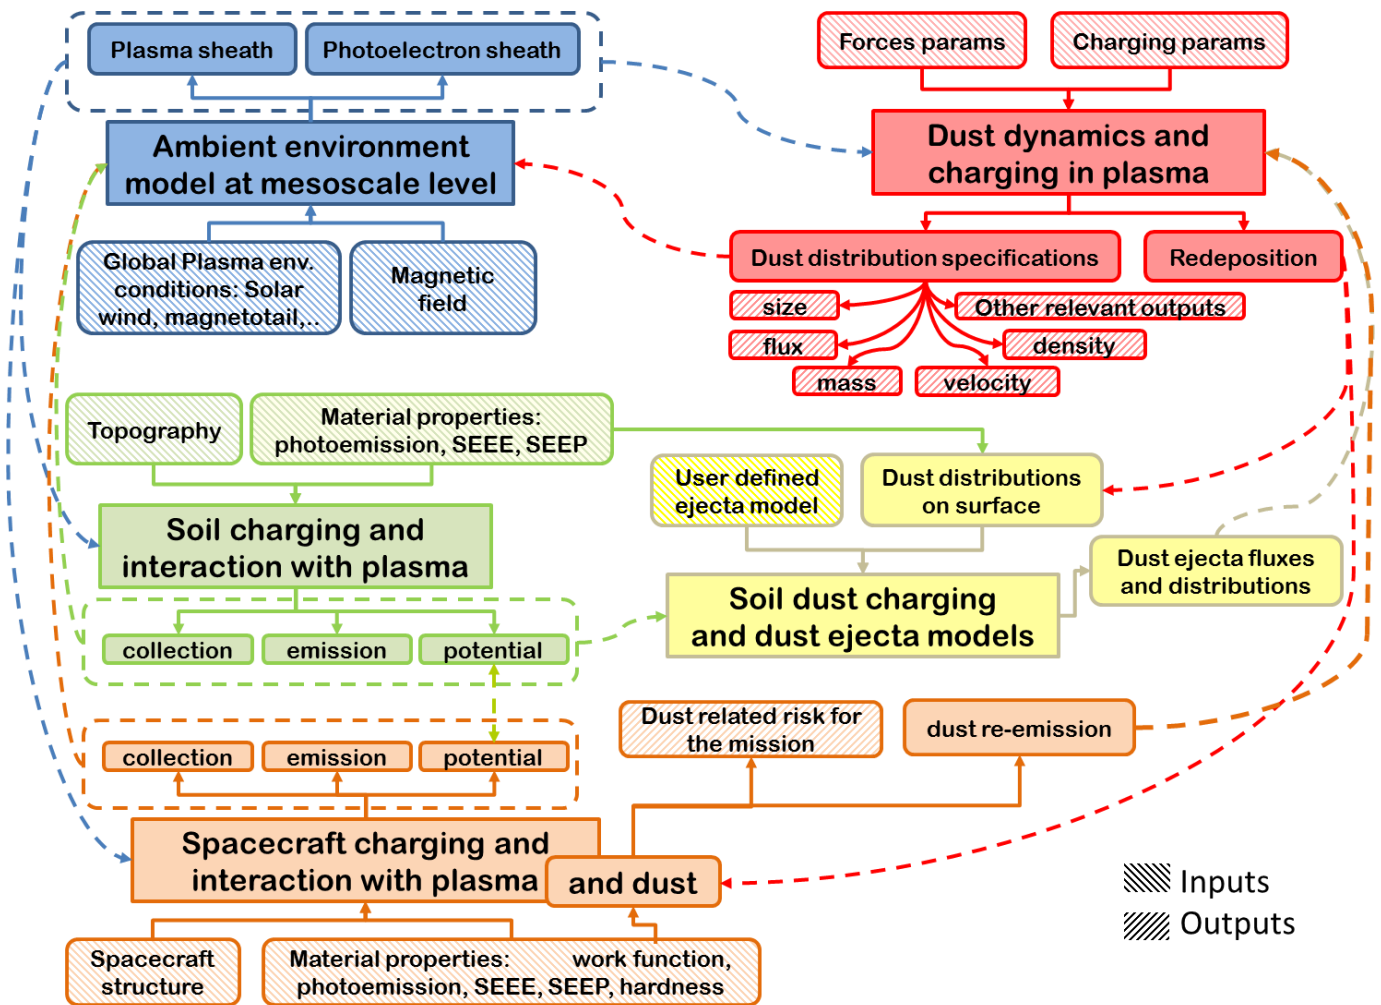 Plasma sheath
Photoelectron sheath
Forces params
Charging params
Ambient environment
model at mesoscale level
Dust dynamics and
charging in plasma
Global Plasma env.
conditions: Solar
wind, magnetotail,..
Magnetic
field
Dust distribution specifications
Redeposition
size
Other relevant outputs
flux
density
mass
velocity
Topography
Material properties:
photoemission, SEEE, SEEP
User defined
ejecta model
Dust distributions
on surface
Soil charging and
interaction with plasma
Dust ejecta fluxes
and distributions
Soil dust charging
and dust ejecta models
collection
emission
potential
Dust related risk for
the mission
dust re-emission
collection
emission
potential
Spacecraft charging and
interaction with plasma
and dust
Inputs
Outputs
Spacecraft
structure
Material properties: work function,
photoemission, SEEE, SEEP, hardness